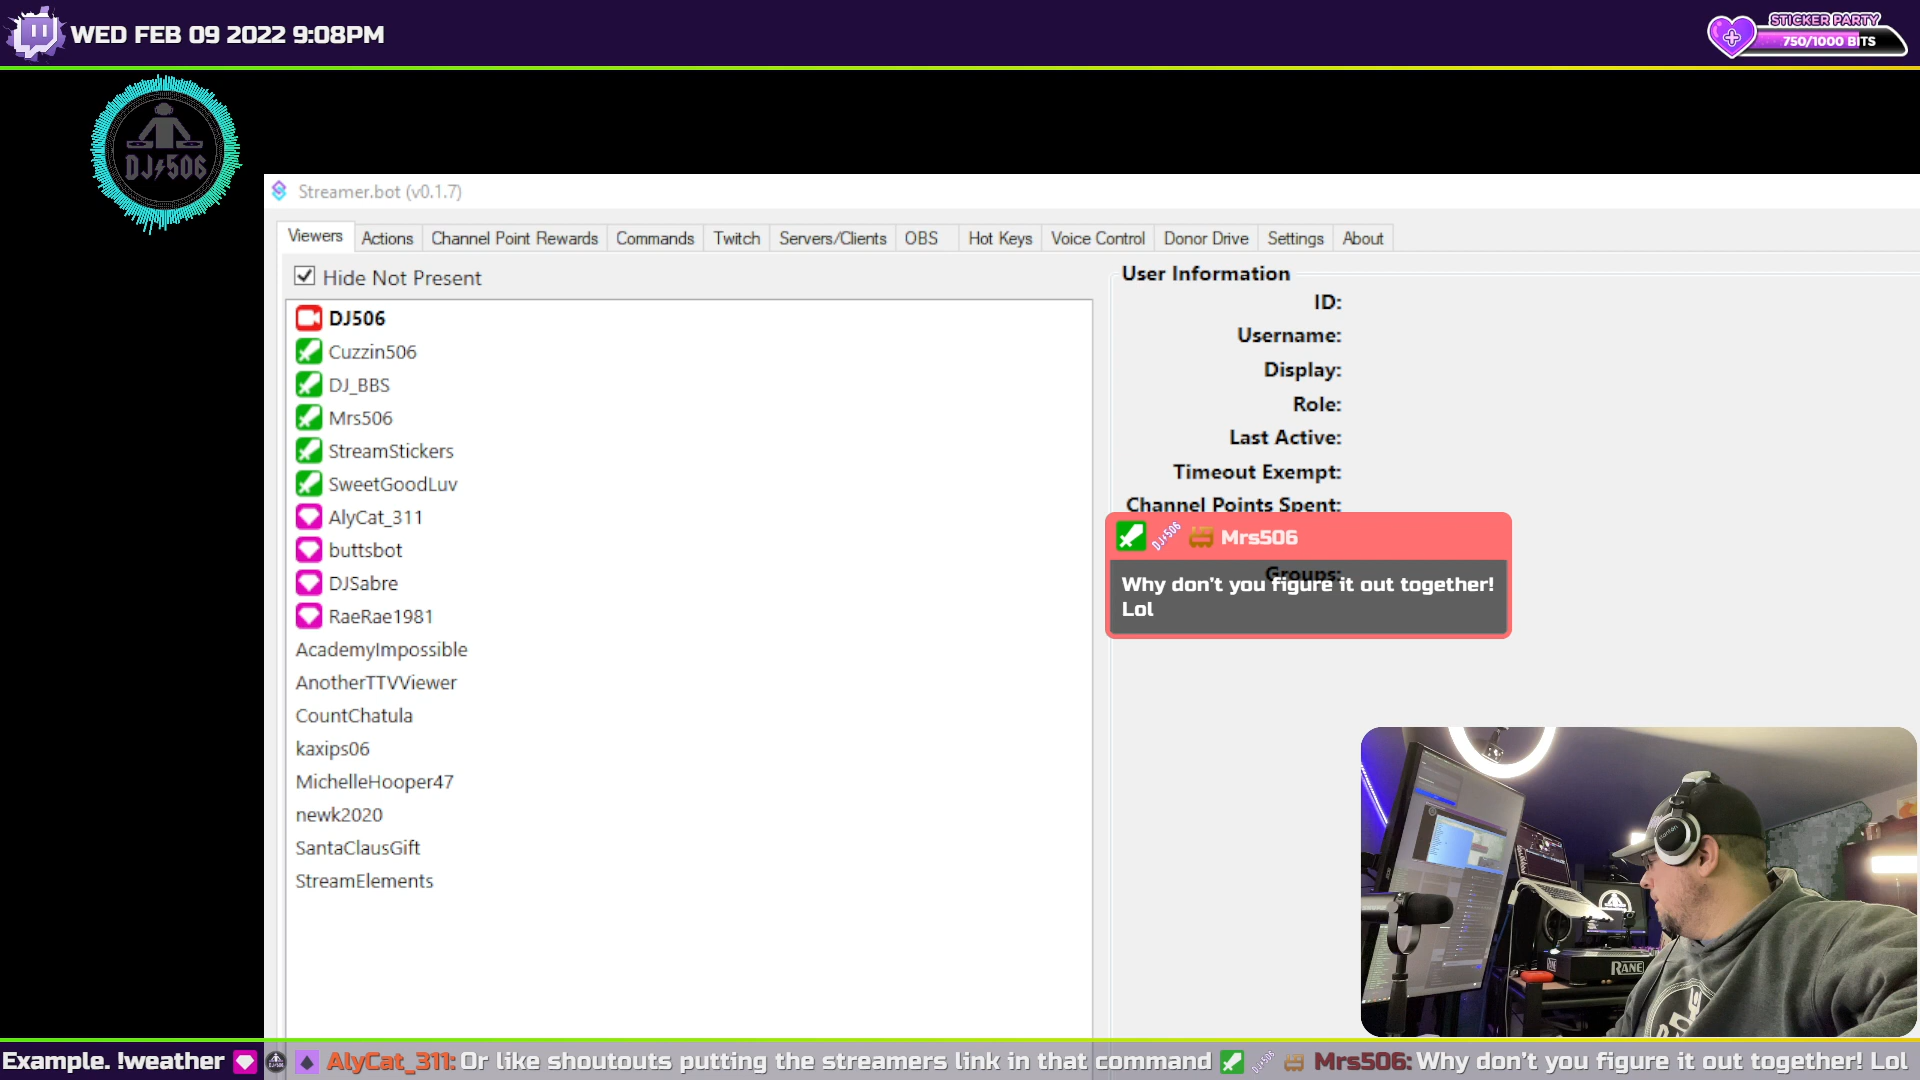 WED FEB 09 2022 9:08PM
STICKER PARTY
750/1000 BITS
DJ506
Streamer.bot (v0.1.7)
Viewers Actions Channel Point Rewards Commands Twitch Servers/Clients OBS Hot Keys Voice Control Donor Drive Settings About
Hide Not Present
DJ506
Cuzzin506
DJ_BBS
Mrs506
StreamStickers
SweetGoodLuv
AlyCat_311
buttsbot
DJSabre
RaeRae1981
AcademyImpossible
AnotherTTVViewer
CountChatula
kaxips06
MichelleHooper47
newk2020
SantaClausGift
StreamElements
User Information
ID:
Username:
Display:
Role:
Last Active:
Timeout Exempt:
Channel Points Spent:
Groups:
DJ506 Mrs506
Why don't you figure it out together!
Lol
RANE
Example. !weather AlyCat_311: Or like shoutouts putting the streamers link in that command DJ506 Mrs506: Why don't you figure it out together! Lol